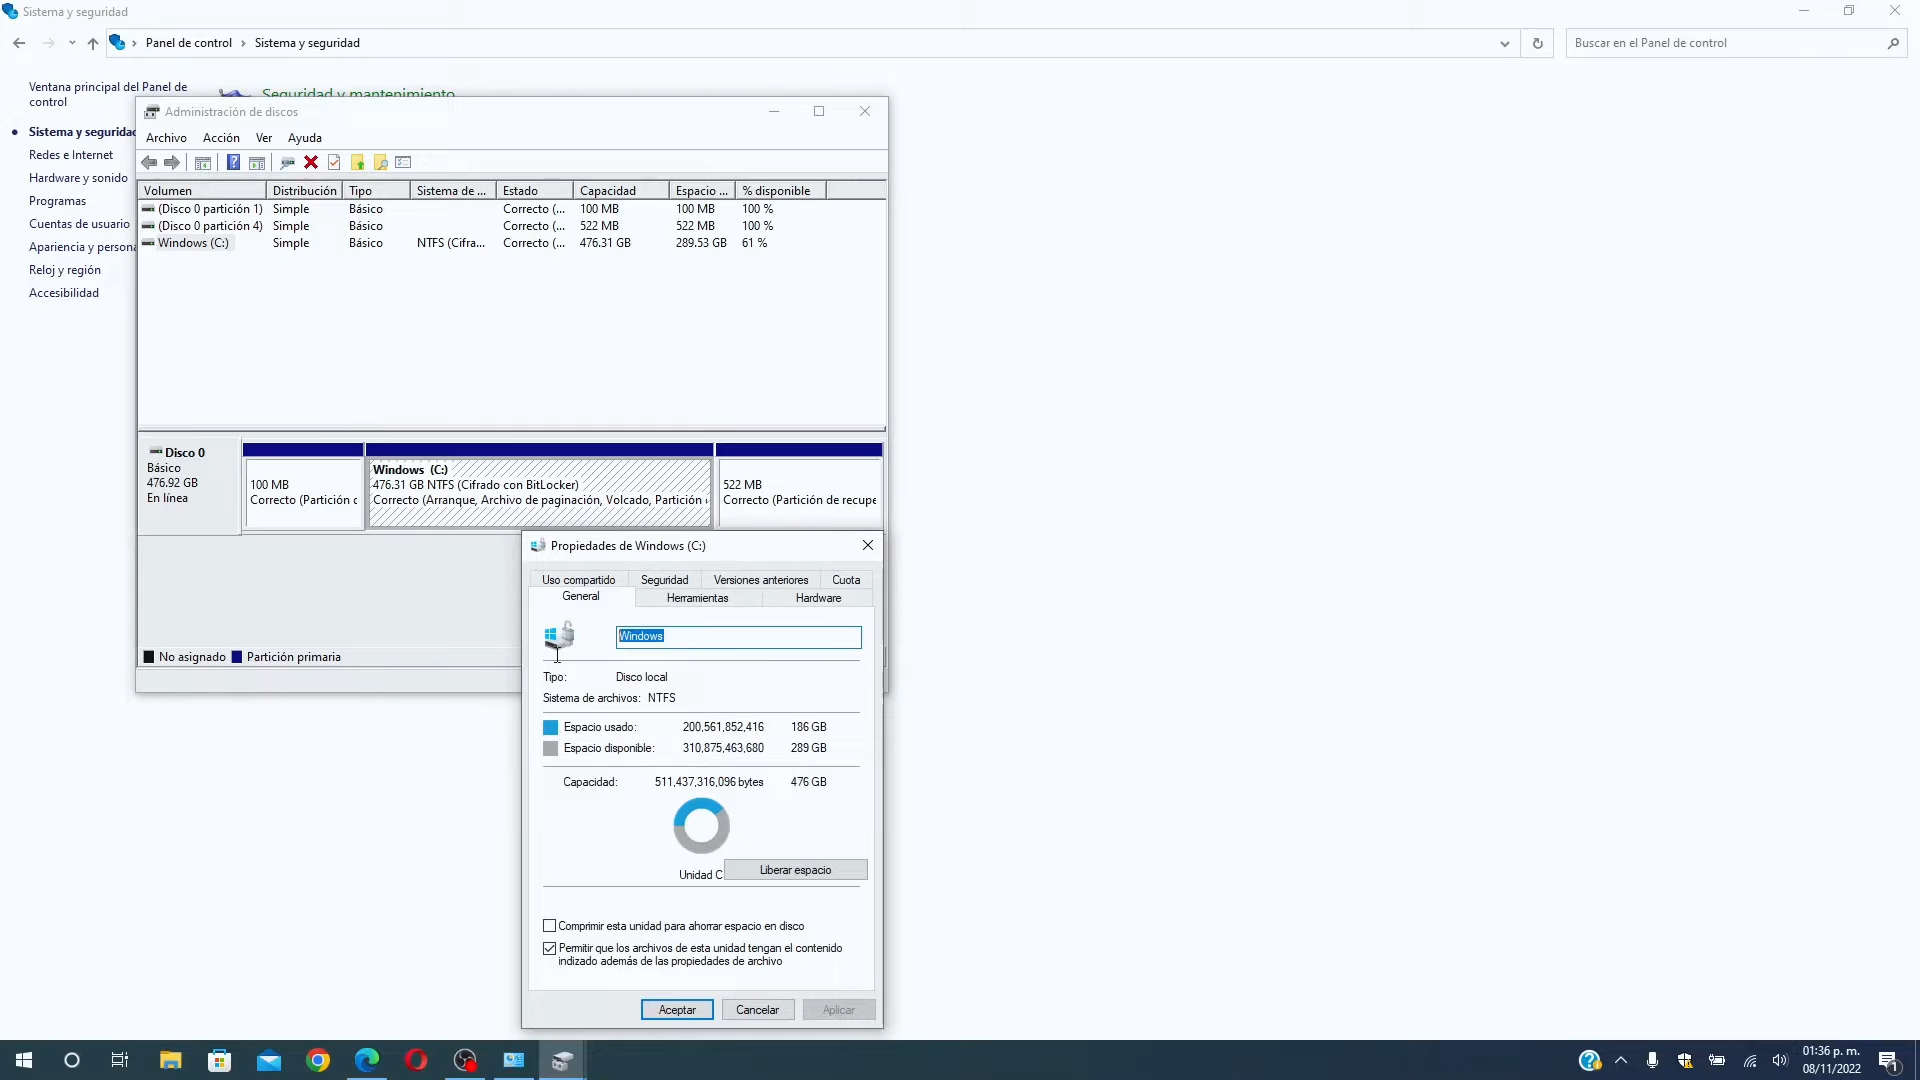 Sistema y seguridad
Panel de control › Sistema y seguridad
Buscar en el Panel de control
Ventana principal del Panel de
control
Sistema y seguridad
Redes e Internet
Hardware y sonido
Programas
Cuentas de usuario
Apariencia y persona
Reloj y región
Accesibilidad
Seguridad y mantenimiento
Administración de discos
Archivo Acción Ver Ayuda
Volumen Distribución Tipo Sistema de ... Estado Capacidad Espacio ... % disponible
(Disco 0 partición 1) Simple Básico Correcto (... 100 MB 100 MB 100 %
(Disco 0 partición 4) Simple Básico Correcto (... 522 MB 522 MB 100 %
Windows (C:) Simple Básico NTFS (Cifra... Correcto (... 476.31 GB 289.53 GB 61 %
Disco 0
Básico
476.92 GB
En línea
100 MB
Correcto (Partición c
Windows (C:)
476.31 GB NTFS (Cifrado con BitLocker)
Correcto (Arranque, Archivo de paginación, Volcado, Partición
522 MB
Correcto (Partición de recupe
No asignado Partición primaria
Propiedades de Windows (C:)
Uso compartido Seguridad Versiones anteriores Cuota
General Herramientas Hardware
Windows
Tipo: Disco local
Sistema de archivos: NTFS
Espacio usado: 200,561,852,416 186 GB
Espacio disponible: 310,875,463,680 289 GB
Capacidad: 511,437,316,096 bytes 476 GB
Unidad C
Liberar espacio
Comprimir esta unidad para ahorrar espacio en disco
Permitir que los archivos de esta unidad tengan el contenido
indizado además de las propiedades de archivo
Aceptar Cancelar Aplicar
01:36 p. m.
08/11/2022
1